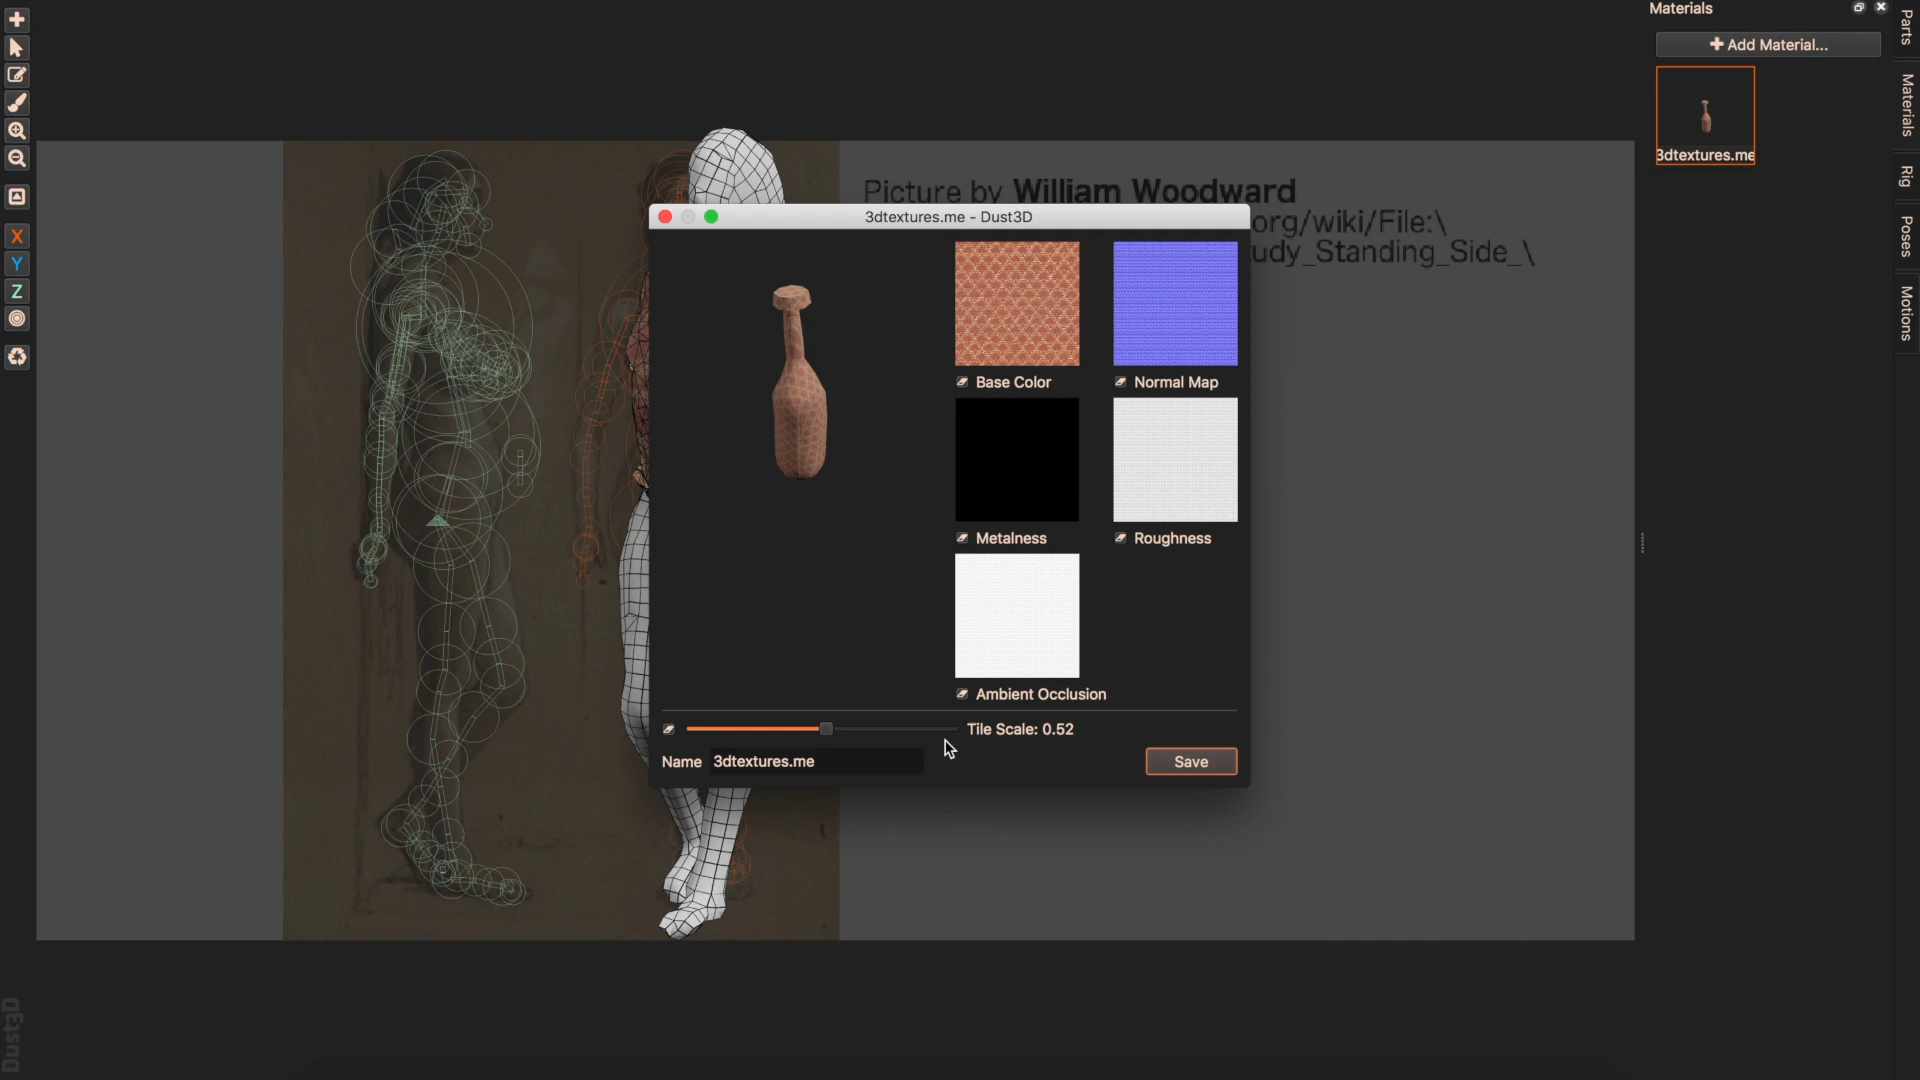 Materials
Add Material...
3dtextures.me
Parts
Materials
Rig
Poses
Motions
X
Y
Z
Picture by William Woodward
org/wiki/File:\
udy_Standing_Side_\
3dtextures.me - Dust3D
Base Color
Normal Map
Metalness
Roughness
Ambient Occlusion
Tile Scale: 0.52
Name 3dtextures.me
Save
Dust3D